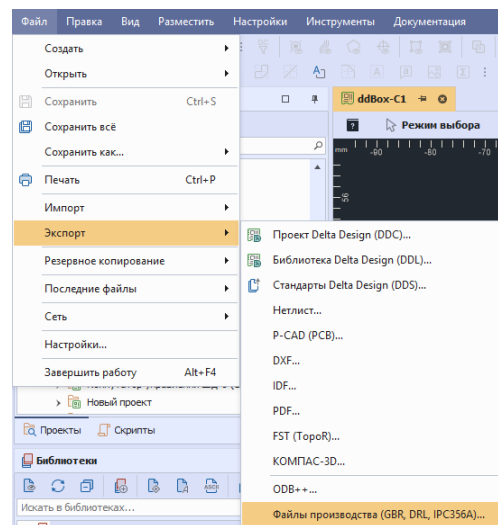 Файл Правка Вид Разместить Настройки Инструменты Документация
Создать
Открыть
Сохранить Ctrl+S
ddBox-C1
Сохранить всё
Режим выбора
Сохранить как...
mm -90 -80 -70
Печать Ctrl+P
Импорт
56
Экспорт
Проект Delta Design (DDC)...
Резервное копирование
Библиотека Delta Design (DDL)...
Последние файлы
Стандарты Delta Design (DDS)...
Сеть
Нетлист...
Настройки...
P-CAD (PCB)...
Завершить работу Alt+F4
DXF...
IDF...
Новый проект
PDF...
Проекты Скрипты
FST (TopoR)...
Библиотеки
КОМПАС-3D...
ODB++...
Искать в библиотеках...
Файлы производства (GBR, DRL, IPC356A)...